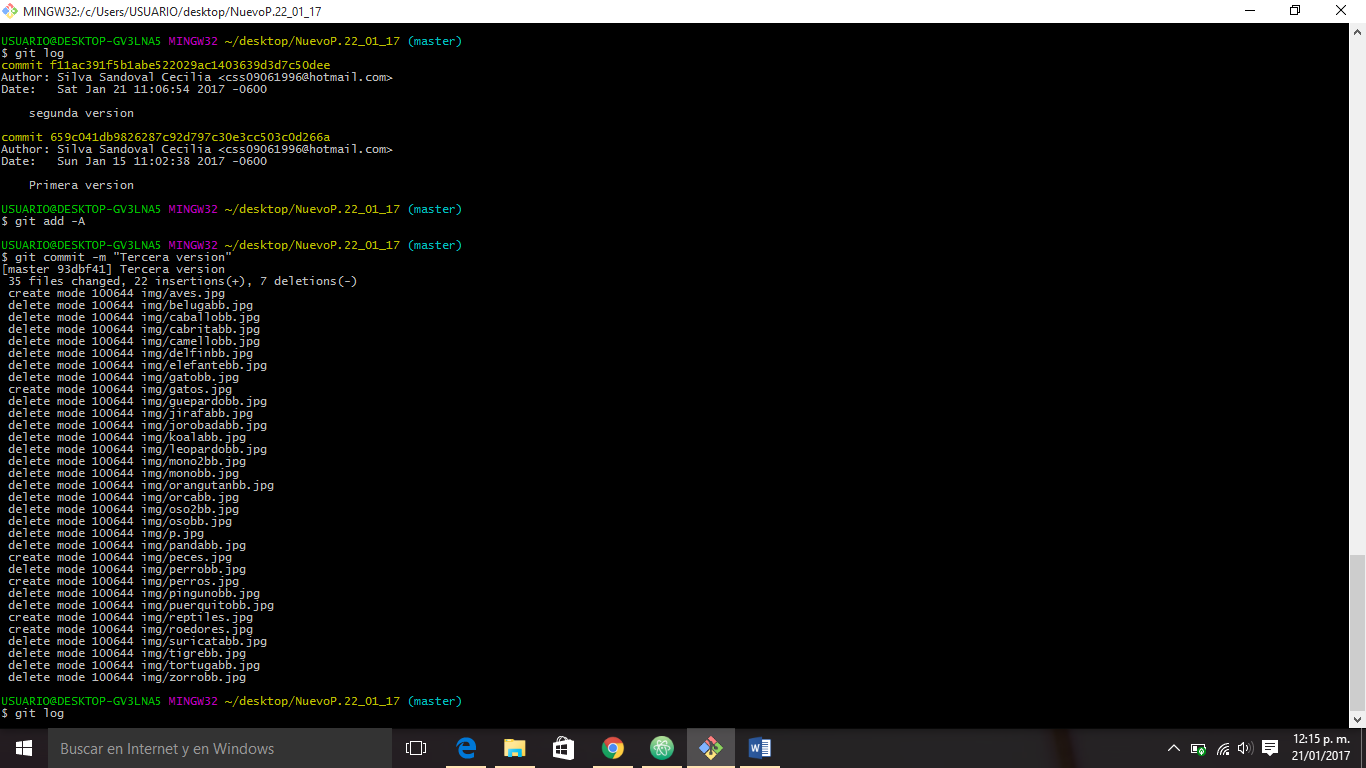 MINGW32:/c/Users/USUARIO/desktop/NuevoP.22_01_17
USUARIO@DESKTOP-GV3LNA5 MINGW32 ~/desktop/NuevoP.22_01_17 (master)
$ git log
commit f11ac391f5b1abe522029ac1403639d3d7c50dee
Author: Silva Sandoval Cecilia <css09061996@hotmail.com>
Date:   Sat Jan 21 11:06:54 2017 -0600
    segunda version
commit 659c041db9826287c92d797c30e3cc503c0d266a
Author: Silva Sandoval Cecilia <css09061996@hotmail.com>
Date:   Sun Jan 15 11:02:38 2017 -0600
    Primera version
USUARIO@DESKTOP-GV3LNA5 MINGW32 ~/desktop/NuevoP.22_01_17 (master)
$ git add -A
USUARIO@DESKTOP-GV3LNA5 MINGW32 ~/desktop/NuevoP.22_01_17 (master)
$ git commit -m "Tercera version"
[master 93dbf41] Tercera version
 35 files changed, 22 insertions(+), 7 deletions(-)
 create mode 100644 img/aves.jpg
 delete mode 100644 img/belugabb.jpg
 delete mode 100644 img/caballobb.jpg
 delete mode 100644 img/cabritabb.jpg
 delete mode 100644 img/camellobb.jpg
 delete mode 100644 img/delfinbb.jpg
 delete mode 100644 img/elefantebb.jpg
 delete mode 100644 img/gatobb.jpg
 create mode 100644 img/gatos.jpg
 delete mode 100644 img/guepardobb.jpg
 delete mode 100644 img/jirafabb.jpg
 delete mode 100644 img/jorobadabb.jpg
 delete mode 100644 img/koalabb.jpg
 delete mode 100644 img/leopardobb.jpg
 delete mode 100644 img/mono2bb.jpg
 delete mode 100644 img/monobb.jpg
 delete mode 100644 img/orangutanbb.jpg
 delete mode 100644 img/orcabb.jpg
 delete mode 100644 img/oso2bb.jpg
 delete mode 100644 img/osobb.jpg
 delete mode 100644 img/p.jpg
 delete mode 100644 img/pandabb.jpg
 create mode 100644 img/peces.jpg
 delete mode 100644 img/perrobb.jpg
 create mode 100644 img/perros.jpg
 delete mode 100644 img/pingunobb.jpg
 delete mode 100644 img/puerquitobb.jpg
 create mode 100644 img/reptiles.jpg
 create mode 100644 img/roedores.jpg
 delete mode 100644 img/suricatabb.jpg
 delete mode 100644 img/tigrebb.jpg
 delete mode 100644 img/tortugabb.jpg
 delete mode 100644 img/zorrobb.jpg
USUARIO@DESKTOP-GV3LNA5 MINGW32 ~/desktop/NuevoP.22_01_17 (master)
$ git log
Buscar en Internet y en Windows
12:15 p. m.
21/01/2017